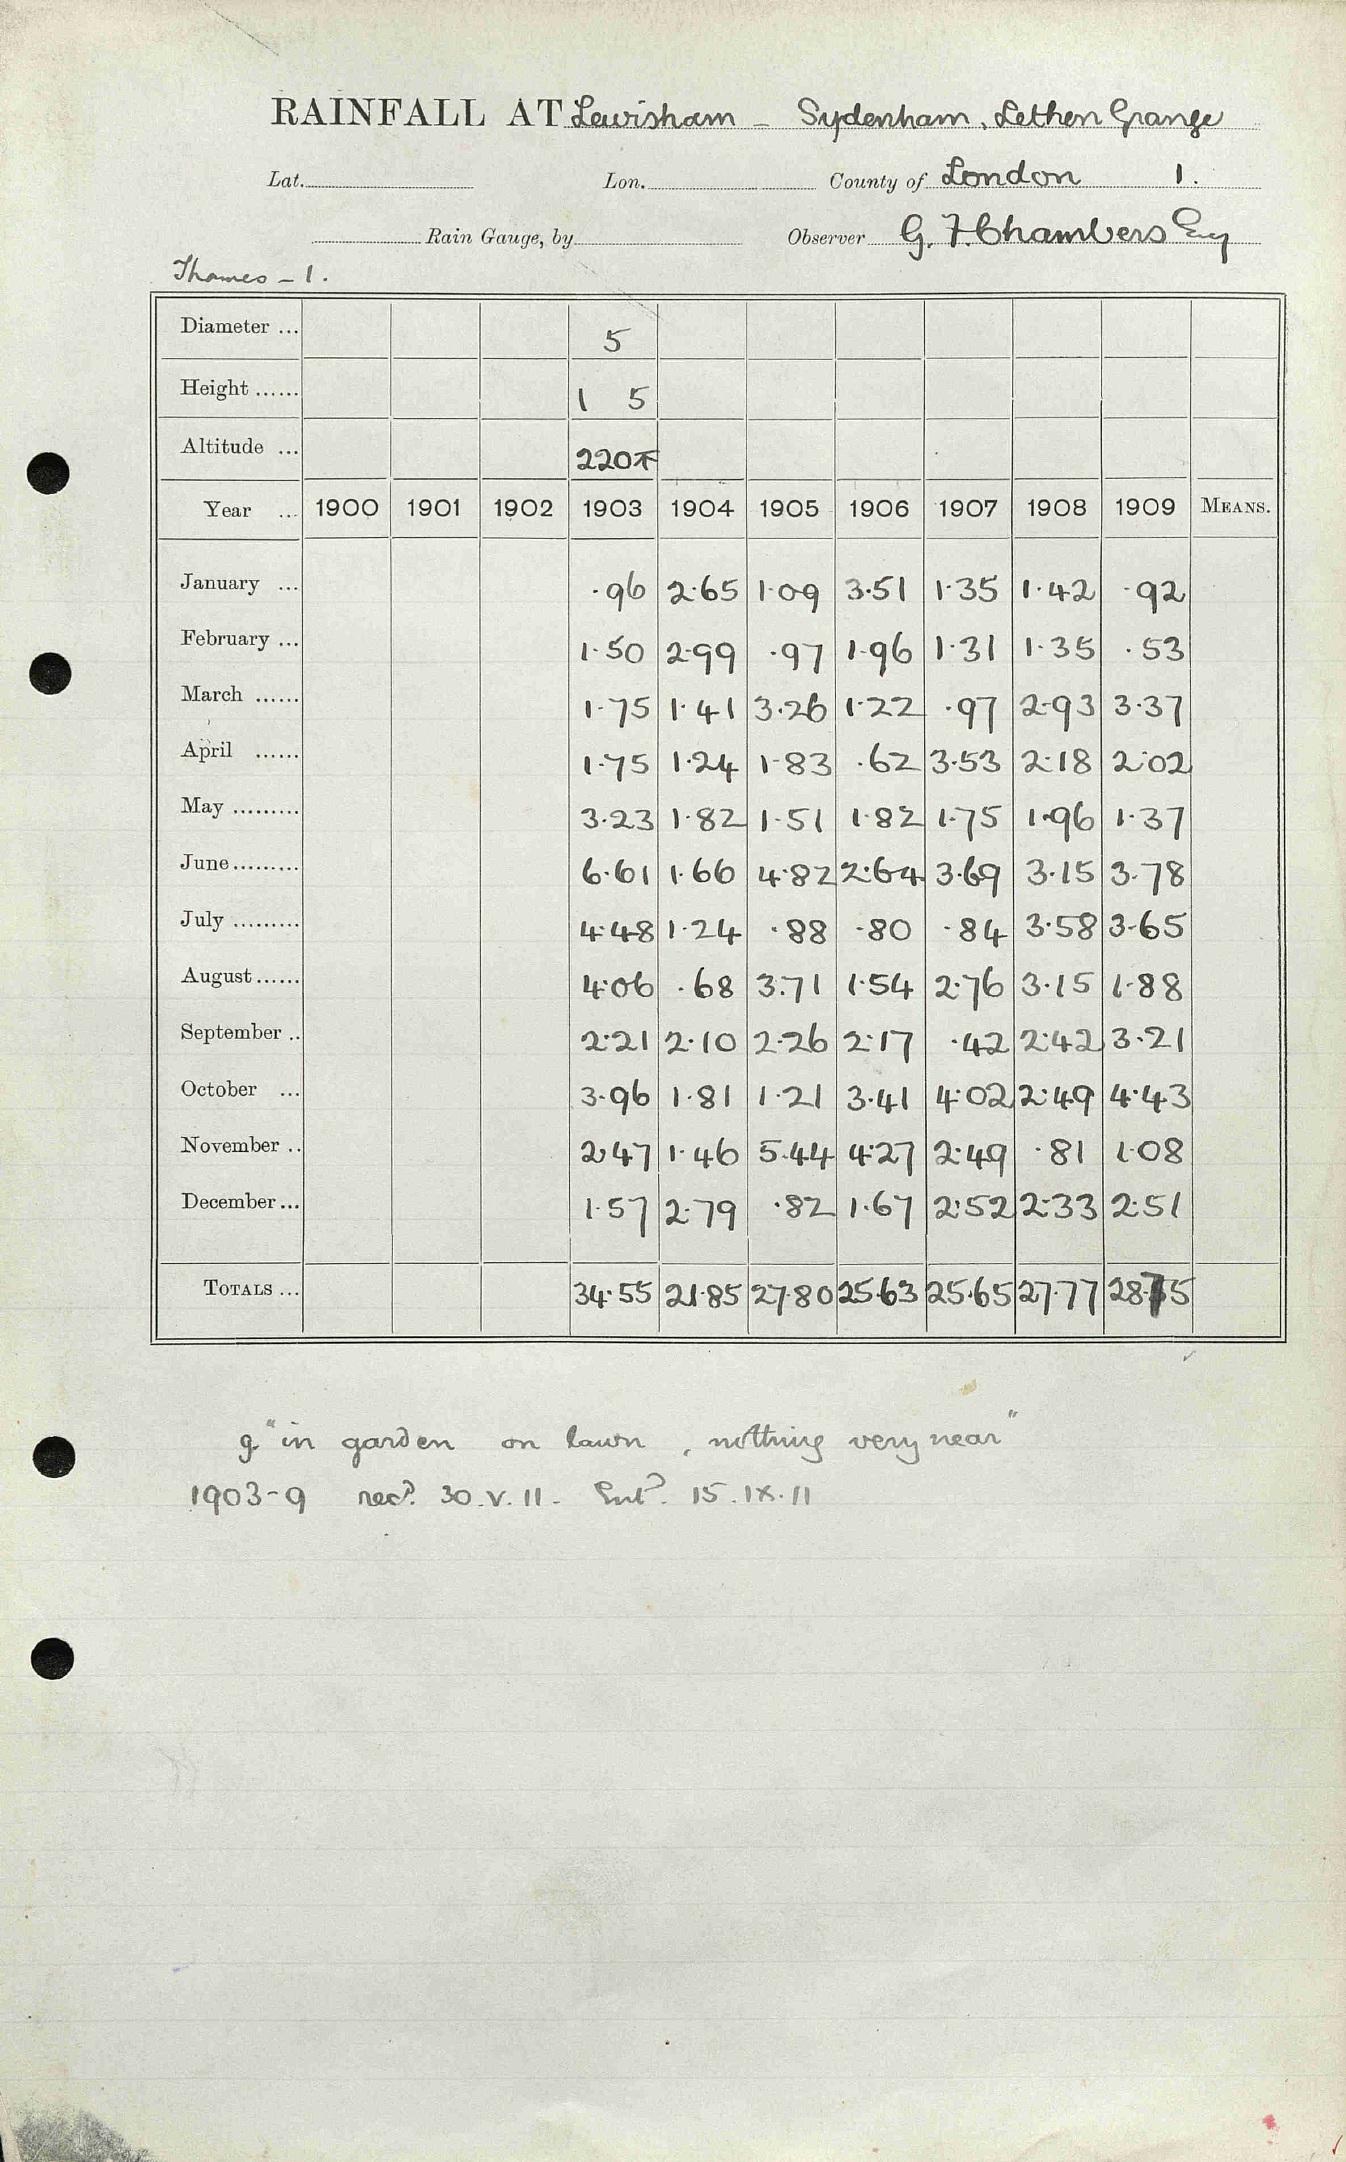 RAINFALL AT Lewisham - Sydenham, Lethen Grange
Lat. Lon. County of London 1.
Rain Gauge, by Observer G. F. Chambers Esq
Thames - 1.
Diameter ... 5
Height ...... 1 5
Altitude ... 220
Year ... 1900 1901 1902 1903 1904 1905 1906 1907 1908 1909 MEANS.
January ... .96 2.65 1.09 3.51 1.35 1.42 .92
February ... 1.50 2.99 .97 1.96 1.31 1.35 .53
March ...... 1.75 1.41 3.26 1.22 .97 2.93 3.37
April ...... 1.75 1.24 1.83 .62 3.53 2.18 2.02
May ......... 3.23 1.82 1.51 1.82 1.75 1.96 1.37
June......... 6.61 1.66 4.82 2.64 3.69 3.15 3.78
July ......... 4.48 1.24 .88 .80 .84 3.58 3.65
August...... 4.06 .68 3.71 1.54 2.76 3.15 1.88
September .. 2.21 2.10 2.26 2.17 .42 2.42 3.21
October ... 3.96 1.81 1.21 3.41 4.02 2.49 4.43
November .. 2.47 1.46 5.44 4.27 2.49 .81 1.08
December... 1.57 2.79 .82 1.67 2.52 2.33 2.51
TOTALS ... 34.55 21.85 27.80 25.63 25.65 27.77 28.75
g "in garden on lawn, nothing very near"
1903-9 recd. 30.V.11. Entd. 15.IX.11